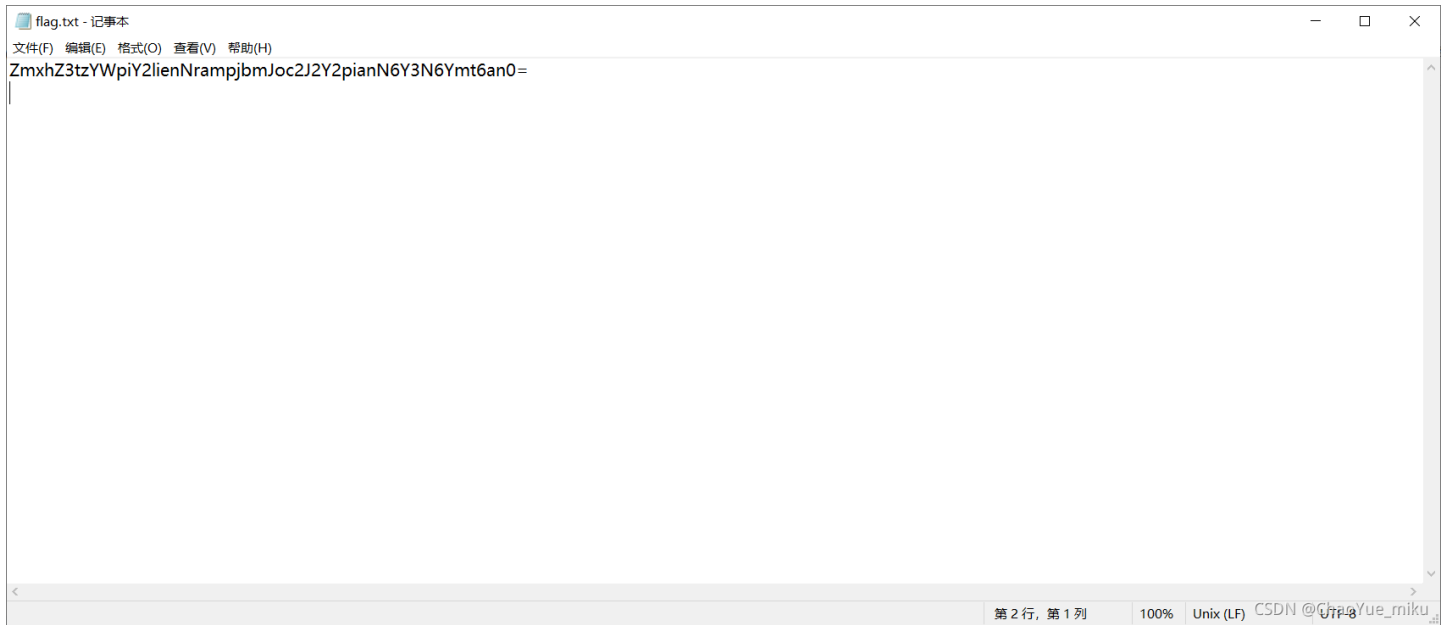 flag.txt - 记事本
文件(F) 编辑(E) 格式(O) 查看(V) 帮助(H)
ZmxhZ3tzYWpiY2lienNrampjbmJoc2J2Y2pianN6Y3N6Ymt6an0=
第 2 行，第 1 列 100% Unix (LF) UTF-8
CSDN @ChaoYue_miku